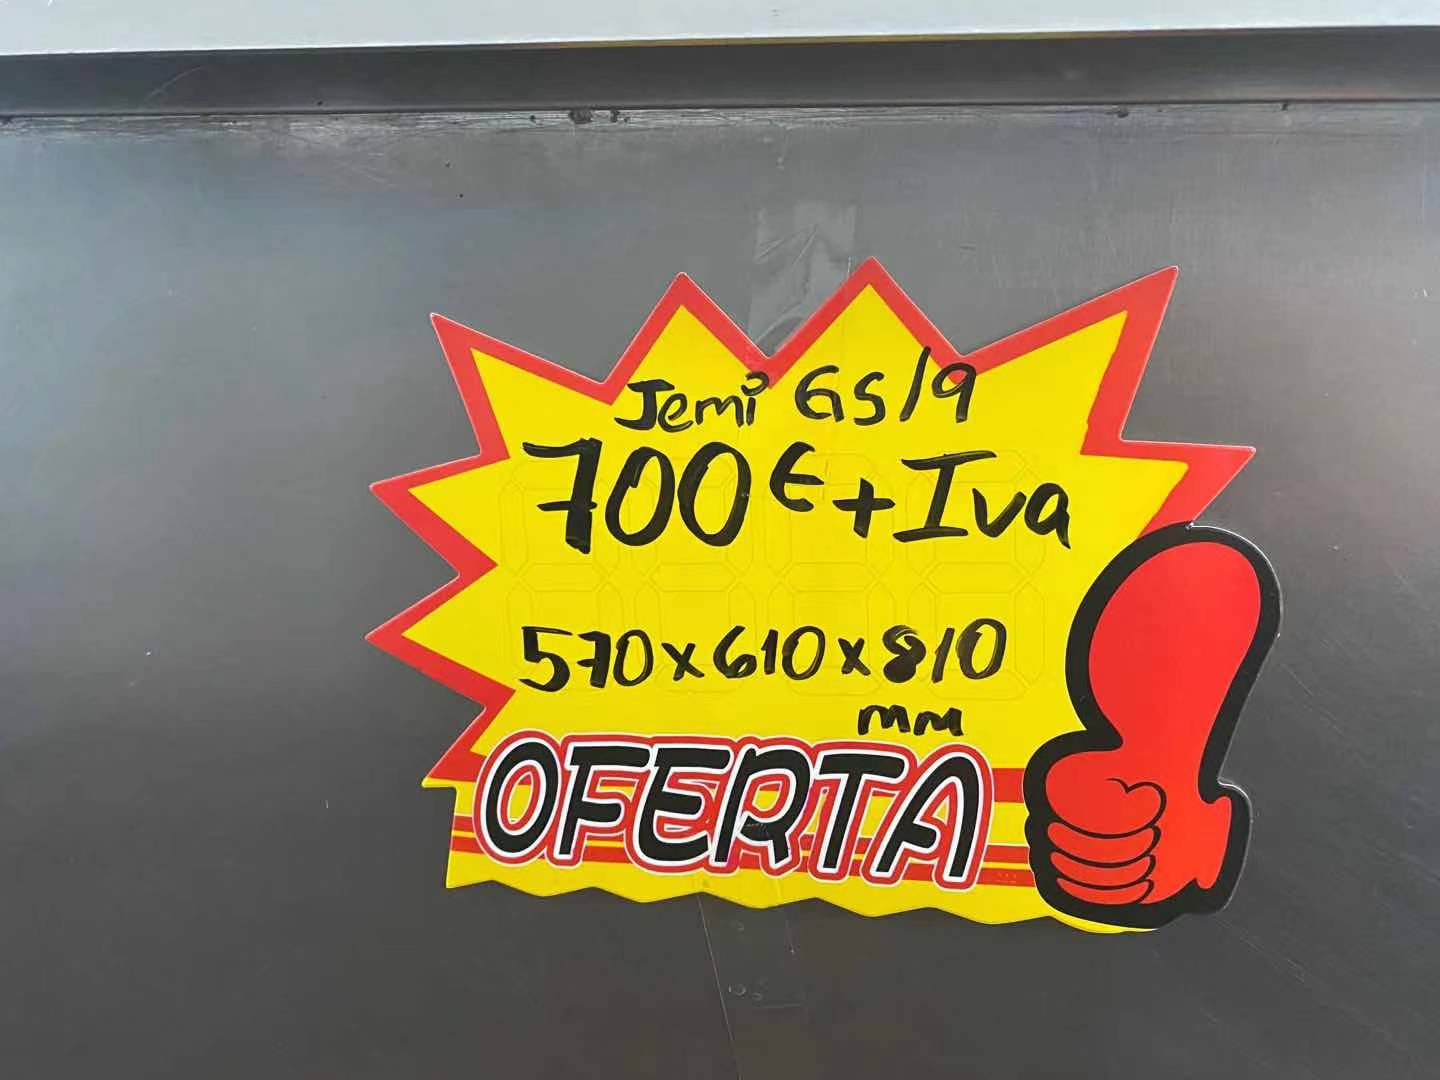 Jemi GS/9
700€+Iva
570x610x810
mm
OFERTA